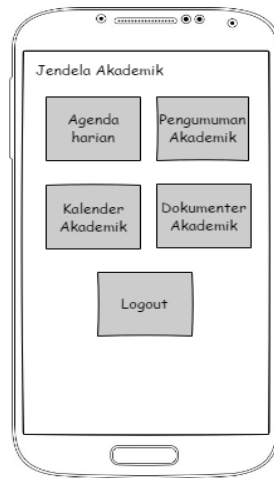 Jendela Akademik
Agenda
harian
Pengumuman
Akademik
Kalender
Akademik
Dokumenter
Akademik
Logout